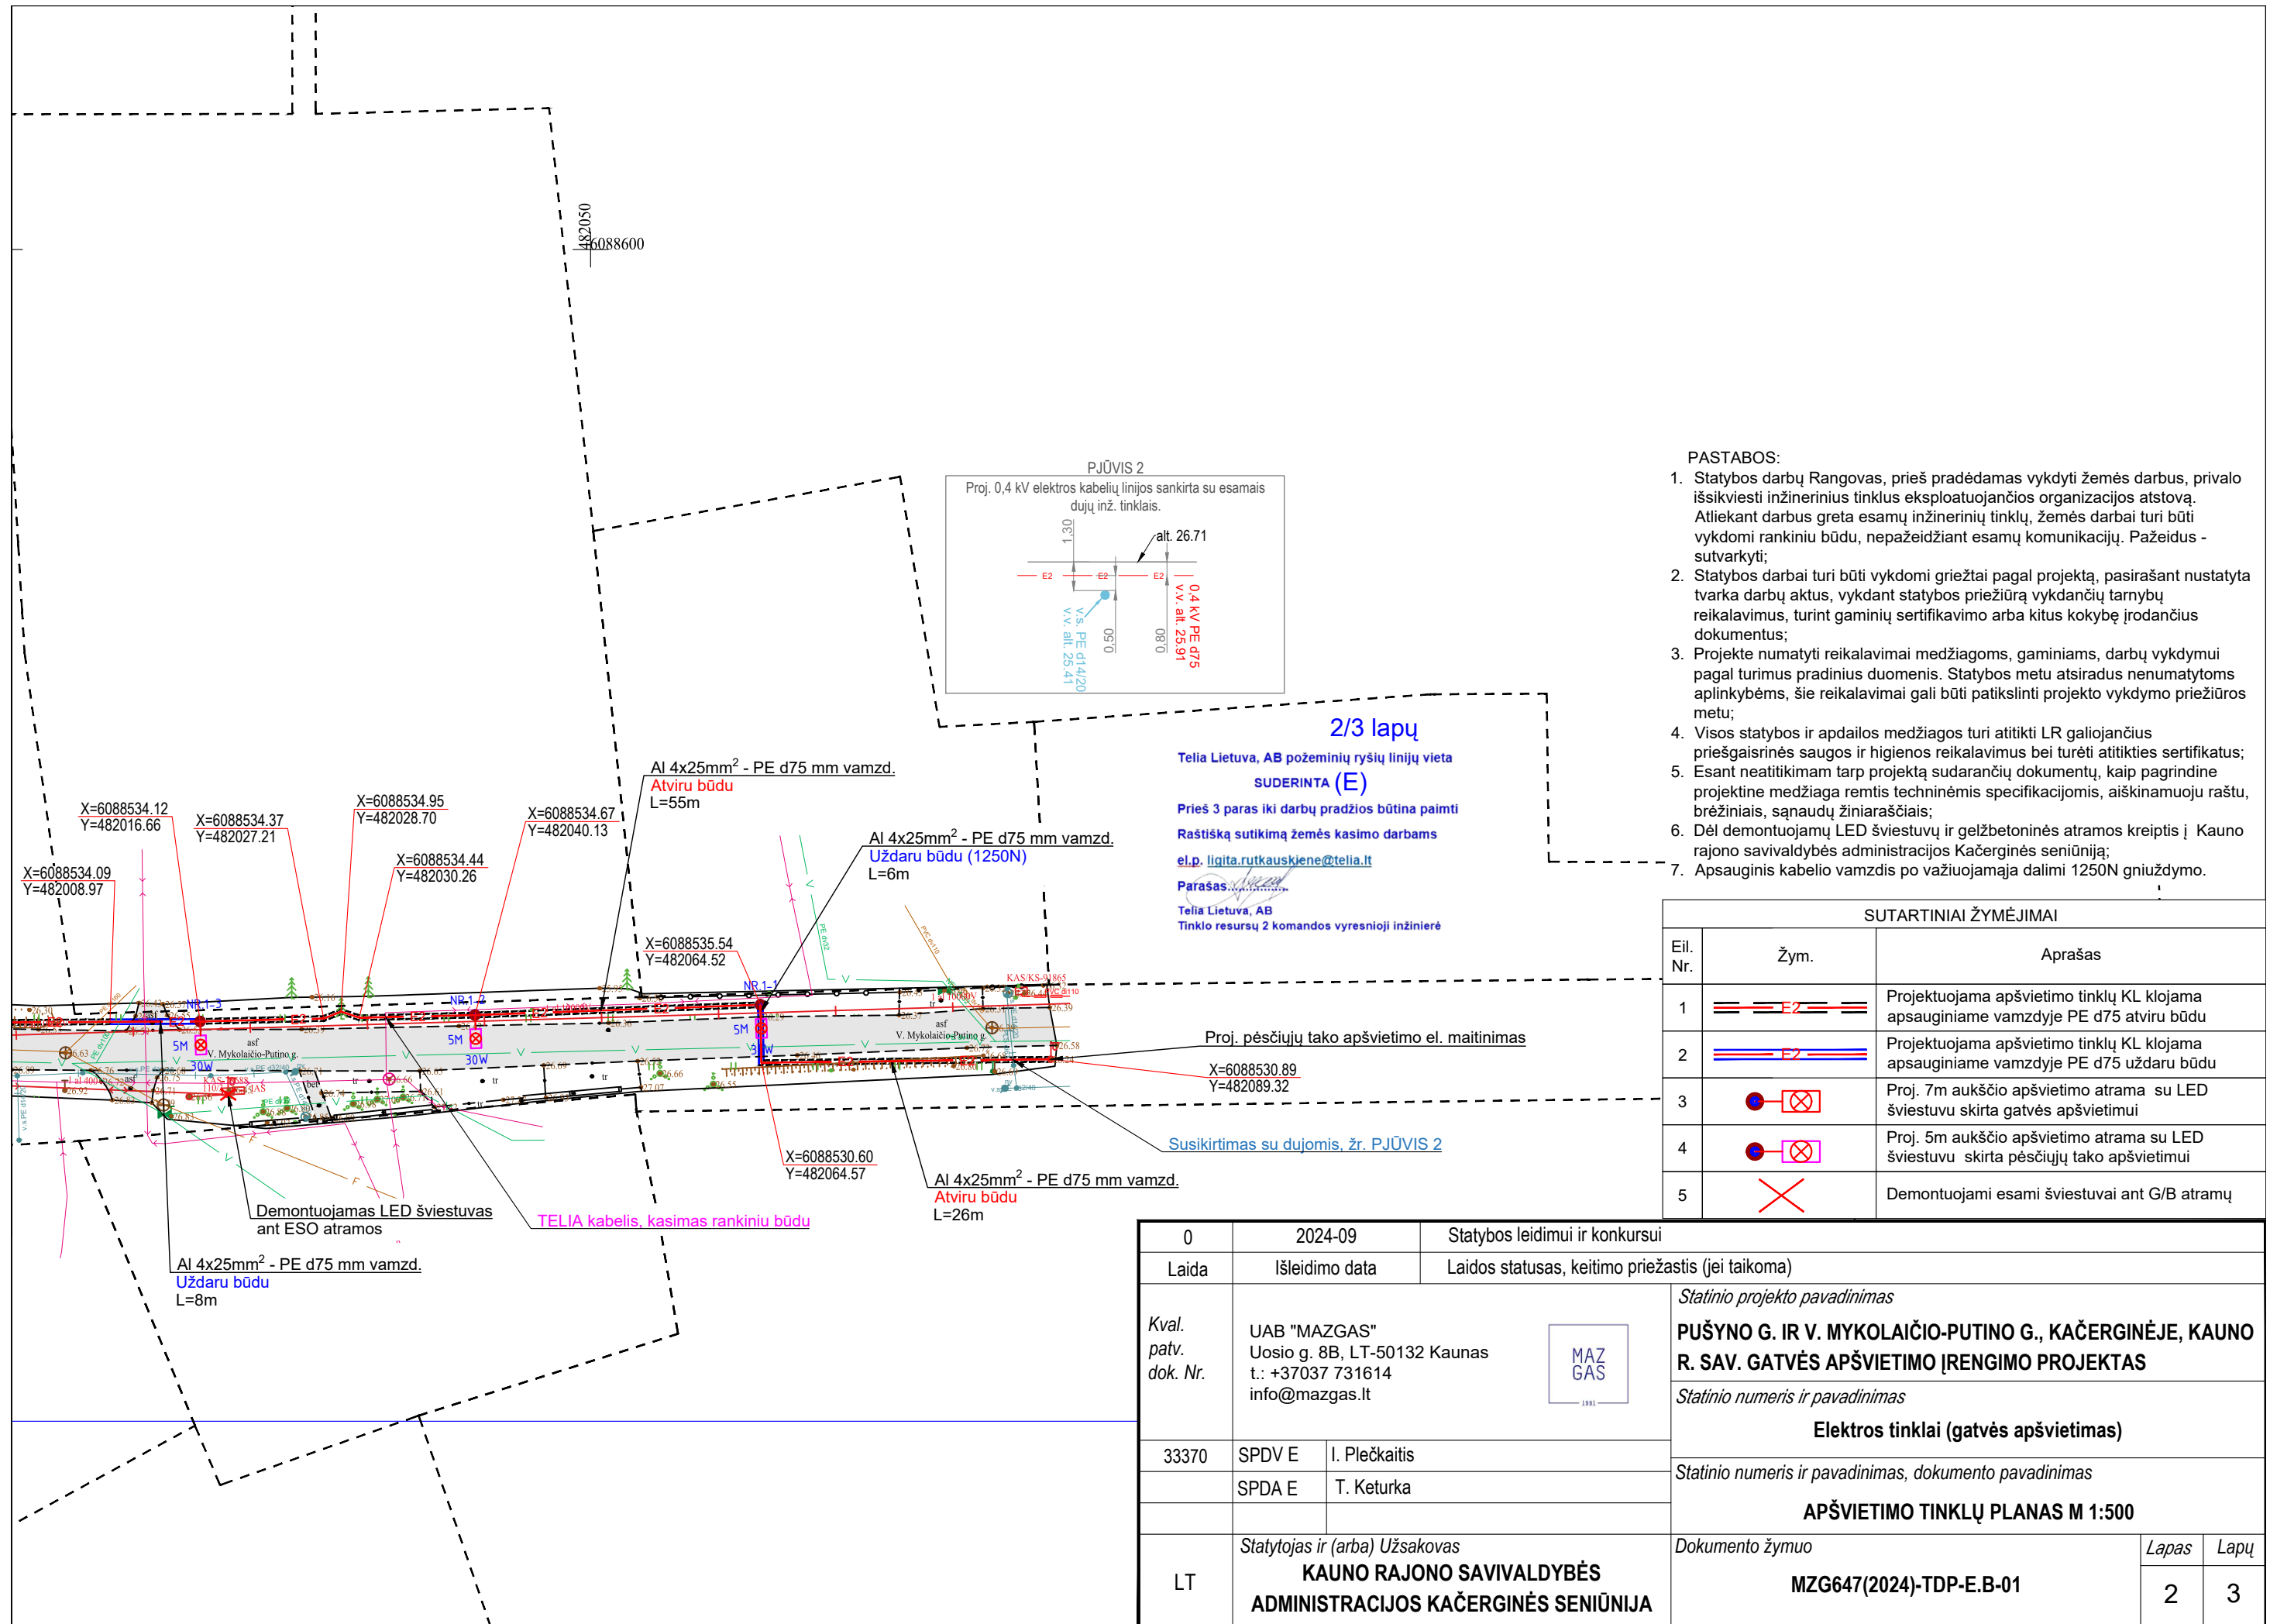 482050
6088600
PJŪVIS 2
Proj. 0,4 kV elektros kabelių linijos sankirta su esamais
dujų inž. tinklais.
1,30
alt. 26.71
E2
E2
E2
0,50
0,80
v.s. PE d14/20
v.v. alt. 25.41
0,4 kV PE d75
v.v. alt. 25.91
PASTABOS:
1. Statybos darbų Rangovas, prieš pradėdamas vykdyti žemės darbus, privalo
išsikviesti inžinerinius tinklus eksploatuojančios organizacijos atstovą.
Atliekant darbus greta esamų inžinerinių tinklų, žemės darbai turi būti
vykdomi rankiniu būdu, nepažeidžiant esamų komunikacijų. Pažeidus -
sutvarkyti;
2. Statybos darbai turi būti vykdomi griežtai pagal projektą, pasirašant nustatyta
tvarka darbų aktus, vykdant statybos priežiūrą vykdančių tarnybų
reikalavimus, turint gaminių sertifikavimo arba kitus kokybę įrodančius
dokumentus;
3. Projekte numatyti reikalavimai medžiagoms, gaminiams, darbų vykdymui
pagal turimus pradinius duomenis. Statybos metu atsiradus nenumatytoms
aplinkybėms, šie reikalavimai gali būti patikslinti projekto vykdymo priežiūros
metu;
4. Visos statybos ir apdailos medžiagos turi atitikti LR galiojančius
priešgaisrinės saugos ir higienos reikalavimus bei turėti atitikties sertifikatus;
5. Esant neatitikimam tarp projektą sudarančių dokumentų, kaip pagrindine
projektine medžiaga remtis techninėmis specifikacijomis, aiškinamuoju raštu,
brėžiniais, sąnaudų žiniaraščiais;
6. Dėl demontuojamų LED šviestuvų ir gelžbetoninės atramos kreiptis į Kauno
rajono savivaldybės administracijos Kačerginės seniūniją;
7. Apsauginis kabelio vamzdis po važiuojamąja dalimi 1250N gniuždymo.
2/3 lapų
Telia Lietuva, AB požeminių ryšių linijų vieta
SUDERINTA (E)
Prieš 3 paras iki darbų pradžios būtina paimti
Raštišką sutikimą žemės kasimo darbams
el.p. ligita.rutkauskiene@telia.lt
Parašas
Telia Lietuva, AB
Tinklo resursų 2 komandos vyresnioji inžinierė
X=6088534.09
Y=482008.97
X=6088534.12
Y=482016.66
X=6088534.37
Y=482027.21
X=6088534.95
Y=482028.70
X=6088534.44
Y=482030.26
X=6088534.67
Y=482040.13
Al 4x25mm2 - PE d75 mm vamzd.
Atviru būdu
L=55m
Al 4x25mm2 - PE d75 mm vamzd.
Uždaru būdu (1250N)
L=6m
X=6088535.54
Y=482064.52
NR.1-3
NR.1-2
NR.1-1
KAS/KS-91865
5M
30W
5M
30W
5M
asf
V. Mykolaičio-Putino g.
asf
V. Mykolaičio-Putino g.
Proj. pėsčiųjų tako apšvietimo el. maitinimas
X=6088530.89
Y=482089.32
Susikirtimas su dujomis, žr. PJŪVIS 2
X=6088530.60
Y=482064.57
Al 4x25mm2 - PE d75 mm vamzd.
Atviru būdu
L=26m
Demontuojamas LED šviestuvas
ant ESO atramos
TELIA kabelis, kasimas rankiniu būdu
Al 4x25mm2 - PE d75 mm vamzd.
Uždaru būdu
L=8m
SUTARTINIAI ŽYMĖJIMAI
Eil. Nr.
Žym.
Aprašas
1
E2
Projektuojama apšvietimo tinklų KL klojama
apsauginiame vamzdyje PE d75 atviru būdu
2
E2
Projektuojama apšvietimo tinklų KL klojama
apsauginiame vamzdyje PE d75 uždaru būdu
3
Proj. 7m aukščio apšvietimo atrama su LED
šviestuvu skirta gatvės apšvietimui
4
Proj. 5m aukščio apšvietimo atrama su LED
šviestuvu skirta pėsčiųjų tako apšvietimui
5
Demontuojami esami šviestuvai ant G/B atramų
0
2024-09
Statybos leidimui ir konkursui
Laida
Išleidimo data
Laidos statusas, keitimo priežastis (jei taikoma)
Kval.
patv.
dok. Nr.
UAB "MAZGAS"
Uosio g. 8B, LT-50132 Kaunas
t.: +37037 731614
info@mazgas.lt
MAZ
GAS
1991
Statinio projekto pavadinimas
PUŠYNO G. IR V. MYKOLAIČIO-PUTINO G., KAČERGINĖJE, KAUNO
R. SAV. GATVĖS APŠVIETIMO ĮRENGIMO PROJEKTAS
Statinio numeris ir pavadinimas
Elektros tinklai (gatvės apšvietimas)
33370
SPDV E
I. Plečkaitis
SPDA E
T. Keturka
Statinio numeris ir pavadinimas, dokumento pavadinimas
APŠVIETIMO TINKLŲ PLANAS M 1:500
LT
Statytojas ir (arba) Užsakovas
KAUNO RAJONO SAVIVALDYBĖS
ADMINISTRACIJOS KAČERGINĖS SENIŪNIJA
Dokumento žymuo
MZG647(2024)-TDP-E.B-01
Lapas
Lapų
2
3